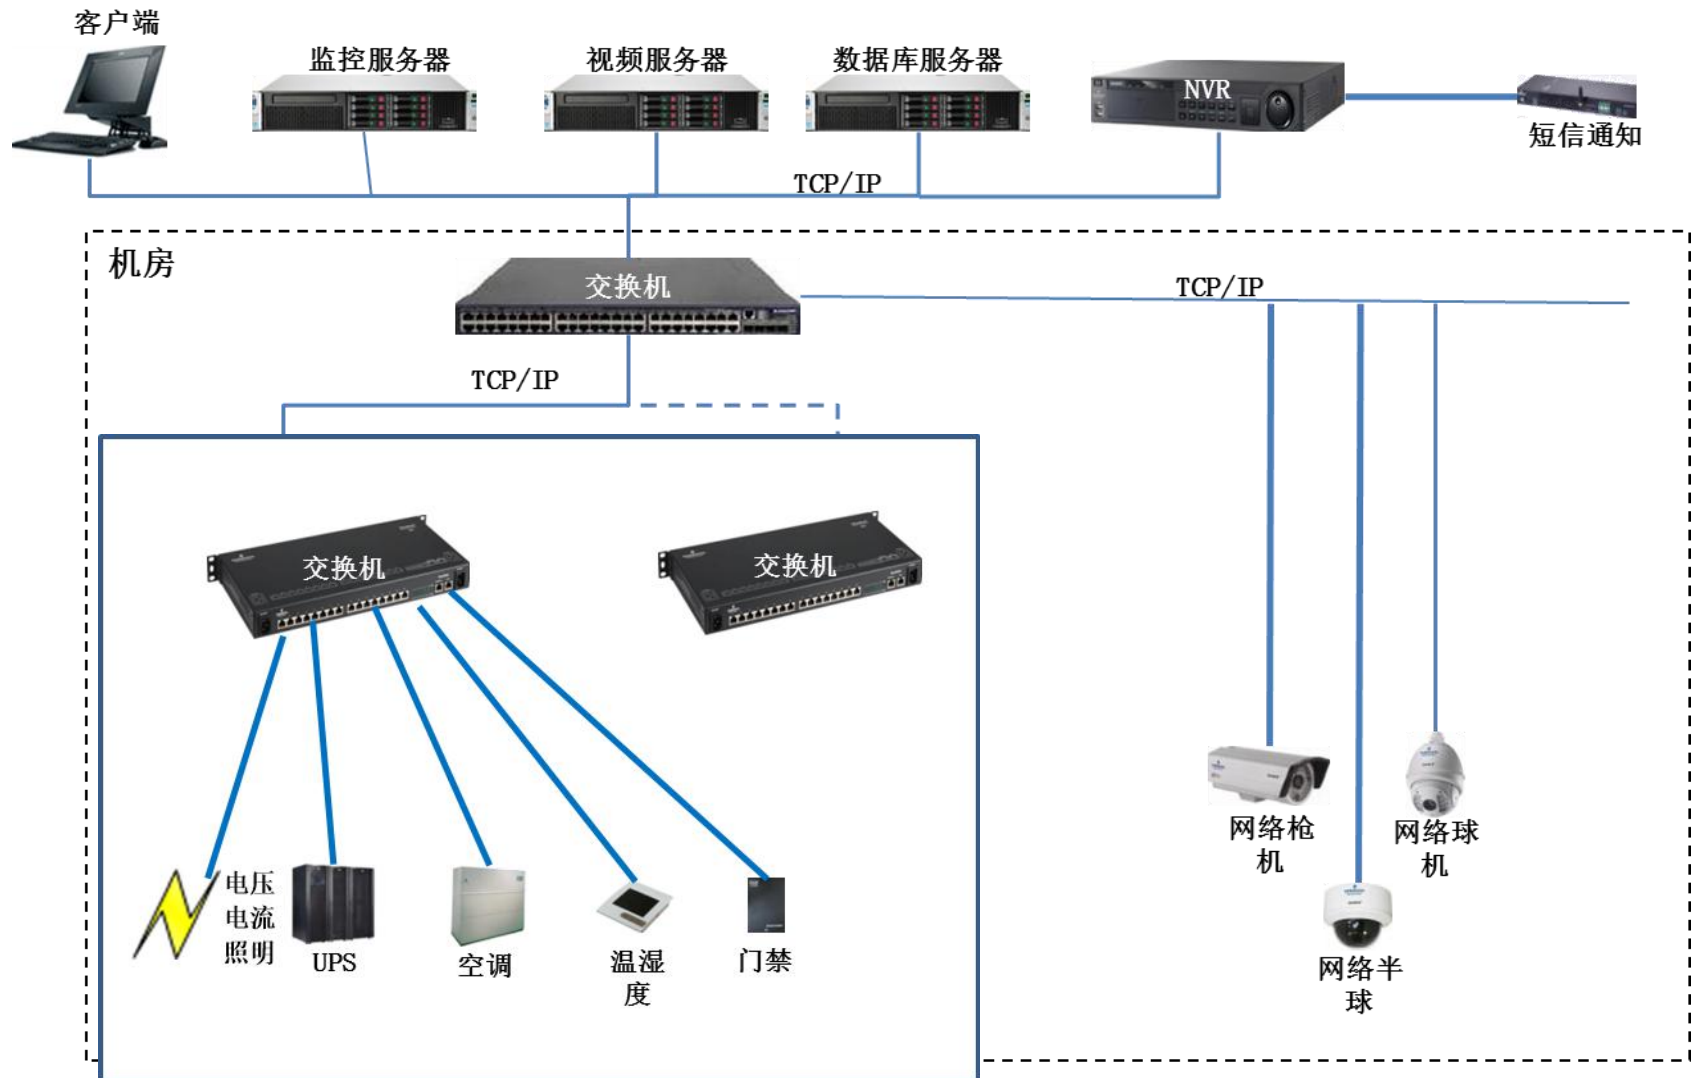 客户端
监控服务器
视频服务器
数据库服务器
NVR
短信通知
TCP/IP
机房
交换机
TCP/IP
TCP/IP
交换机
交换机
网络枪
机
网络球
机
电压
电流
照明
UPS
空调
温湿
度
门禁
网络半
球